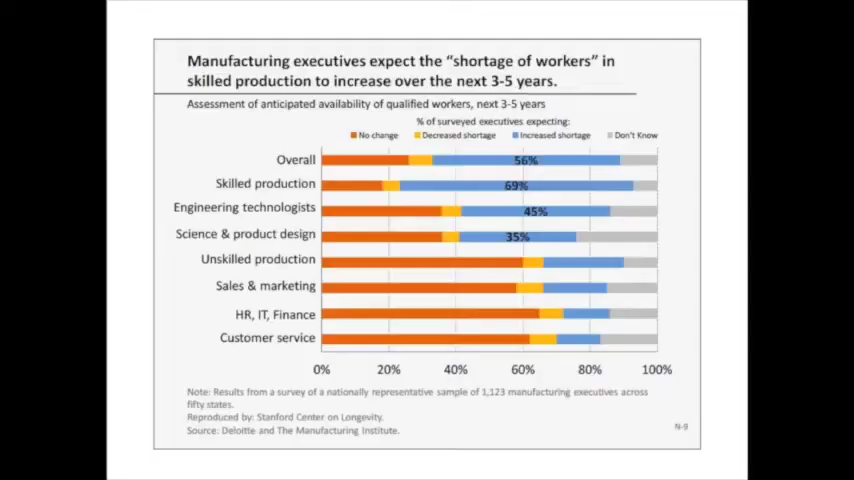 Manufacturing executives expect the “shortage of workers” in
skilled production to increase over the next 3-5 years.
Assessment of anticipated availability of qualified workers, next 3-5 years
% of surveyed executives expecting:
No change Decreased shortage Increased shortage Don't Know
Overall 56%
Skilled production 69%
Engineering technologists 45%
Science & product design 35%
Unskilled production
Sales & marketing
HR, IT, Finance
Customer service
0% 20% 40% 60% 80% 100%
Note: Results from a survey of a nationally representative sample of 1,123 manufacturing executives across
fifty states.
Reproduced by: Stanford Center on Longevity.
Source: Deloitte and The Manufacturing Institute.
N-9